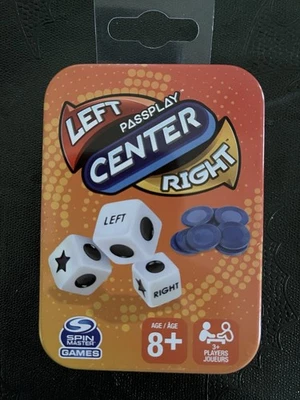 LEFT
PASSPLAY
CENTER
RIGHT
LEFT
RIGHT
SPIN
MASTER
GAMES
AGE / ÂGE
8+
3+
PLAYERS
JOUEURS